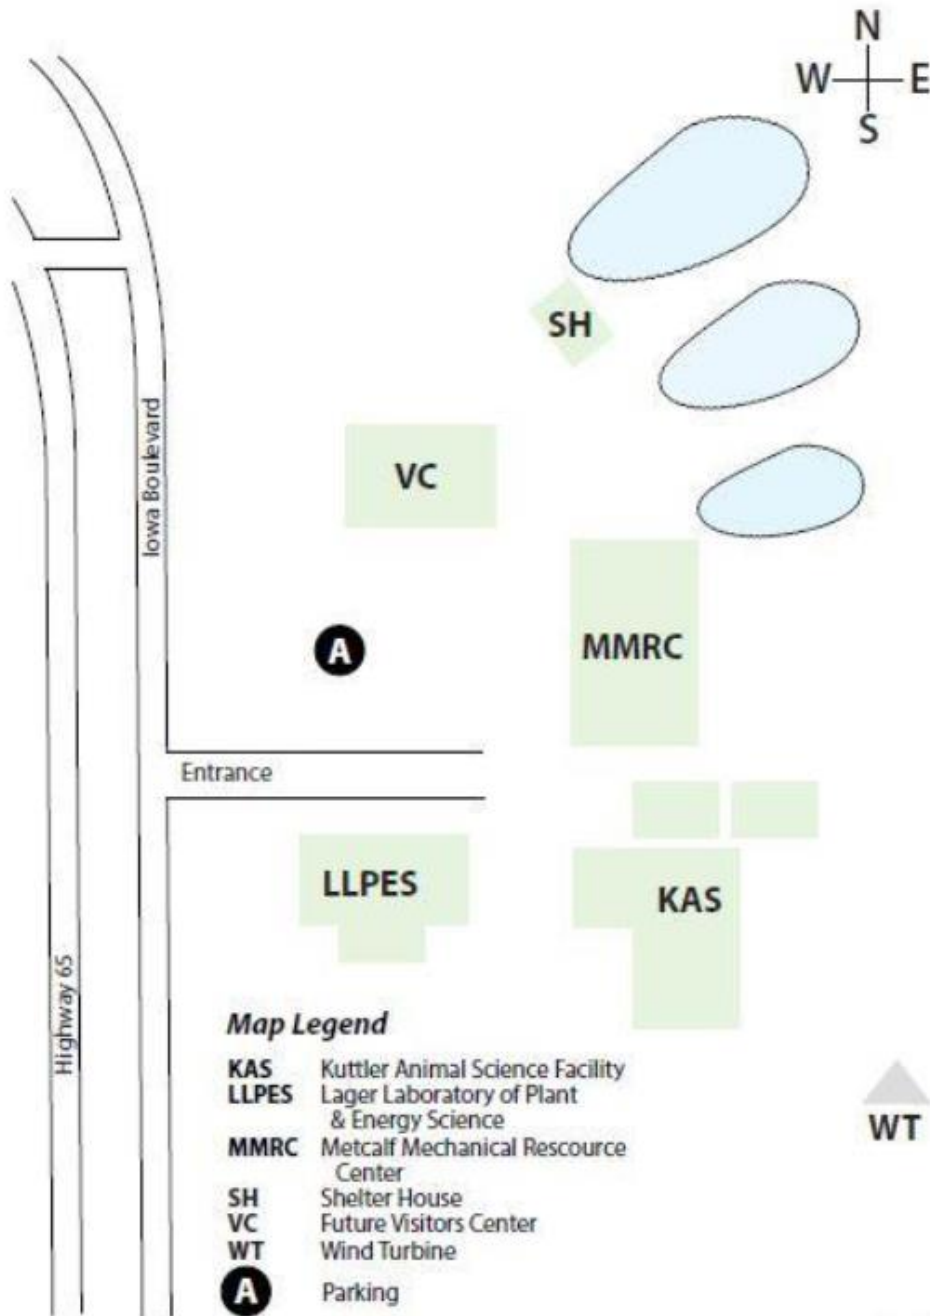 N
W E
S
SH
Iowa Boulevard
VC
A
MMRC
Entrance
LLPES
KAS
Highway 65
Map Legend
KAS Kuttler Animal Science Facility
LLPES Lager Laboratory of Plant
& Energy Science
MMRC Metcalf Mechanical Rescource
Center
SH Shelter House
VC Future Visitors Center
WT Wind Turbine
A Parking
WT